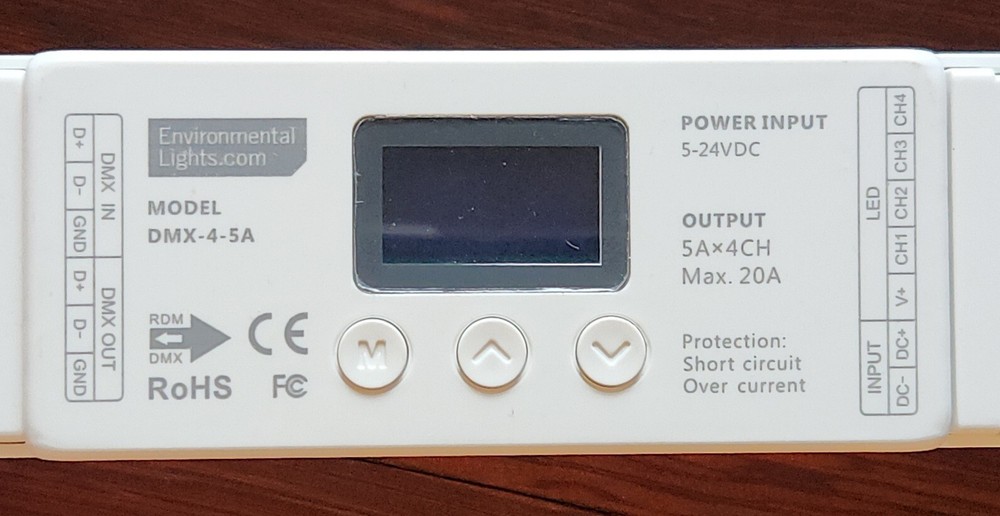 DMX IN
D+
D-
GND
DMX OUT
D+
D-
GND
Environmental
Lights.com
MODEL
DMX-4-5A
RDM
DMX
CE
RoHS
FC
M
POWER INPUT
5-24VDC
OUTPUT
5A×4CH
Max. 20A
Protection:
Short circuit
Over current
LED
CH4
CH3
CH2
CH1
V+
INPUT
DC+
DC-